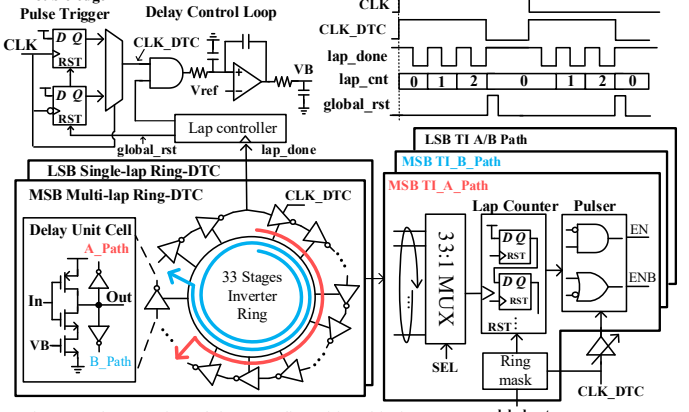 Pulse Trigger
Delay Control Loop
CLK
D Q
RST
D Q
RST
CLK_DTC
Vref
VB
Lap controller
global_rst
lap_done
CLK
CLK_DTC
lap_done
lap_cnt
0 1 2 0 1 2 0
global_rst
LSB Single-lap Ring-DTC
MSB Multi-lap Ring-DTC
CLK_DTC
Delay Unit Cell
A_Path
In
Out
VB
B_Path
33 Stages
Inverter
Ring
LSB TI A/B Path
MSB TI_B_Path
MSB TI_A_Path
Lap Counter
Pulser
33:1 MUX
SEL
D Q
RST
D Q
RST
RST
EN
ENB
Ring
mask
CLK_DTC